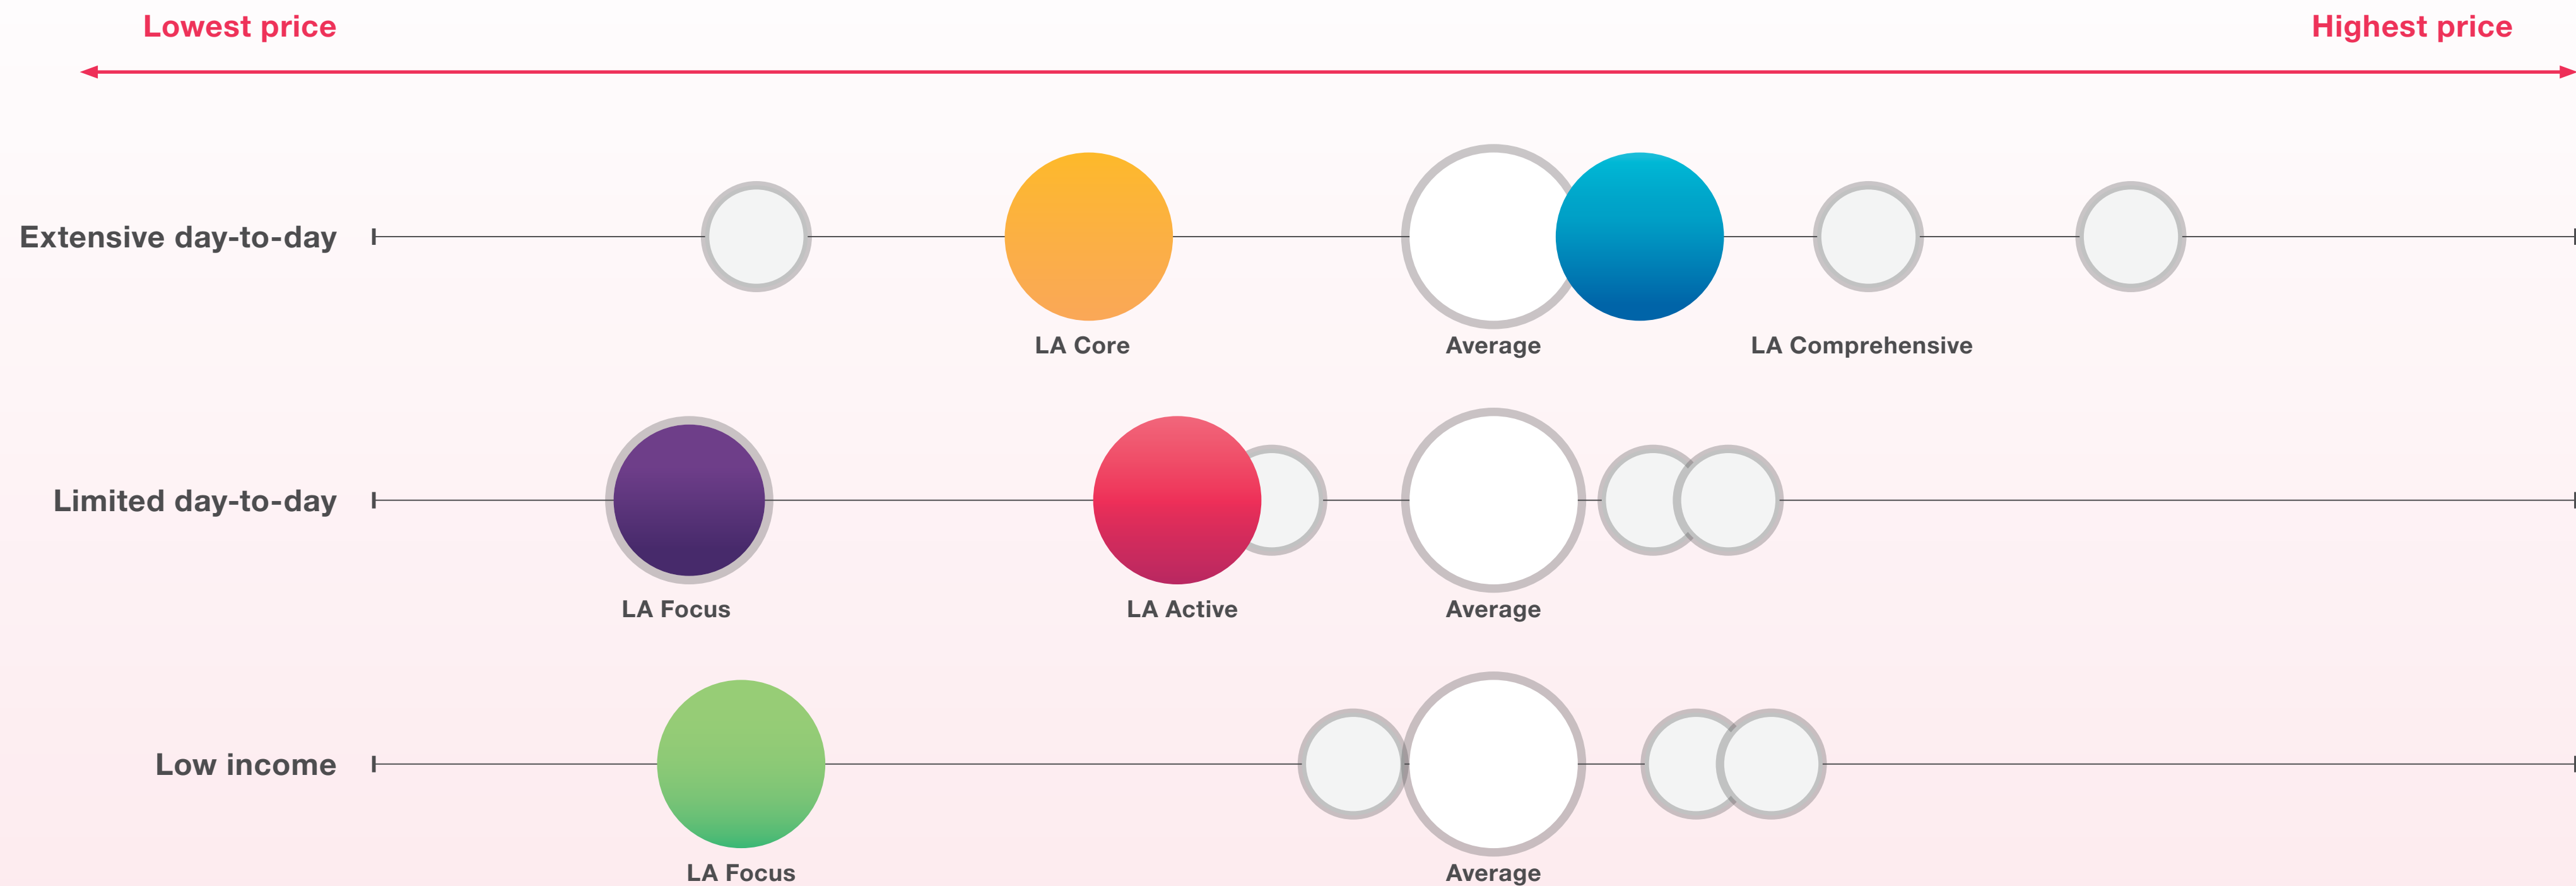 Lowest price
Highest price
Extensive day-to-day
LA Core
Average
LA Comprehensive
Limited day-to-day
LA Focus
LA Active
Average
Low income
LA Focus
Average